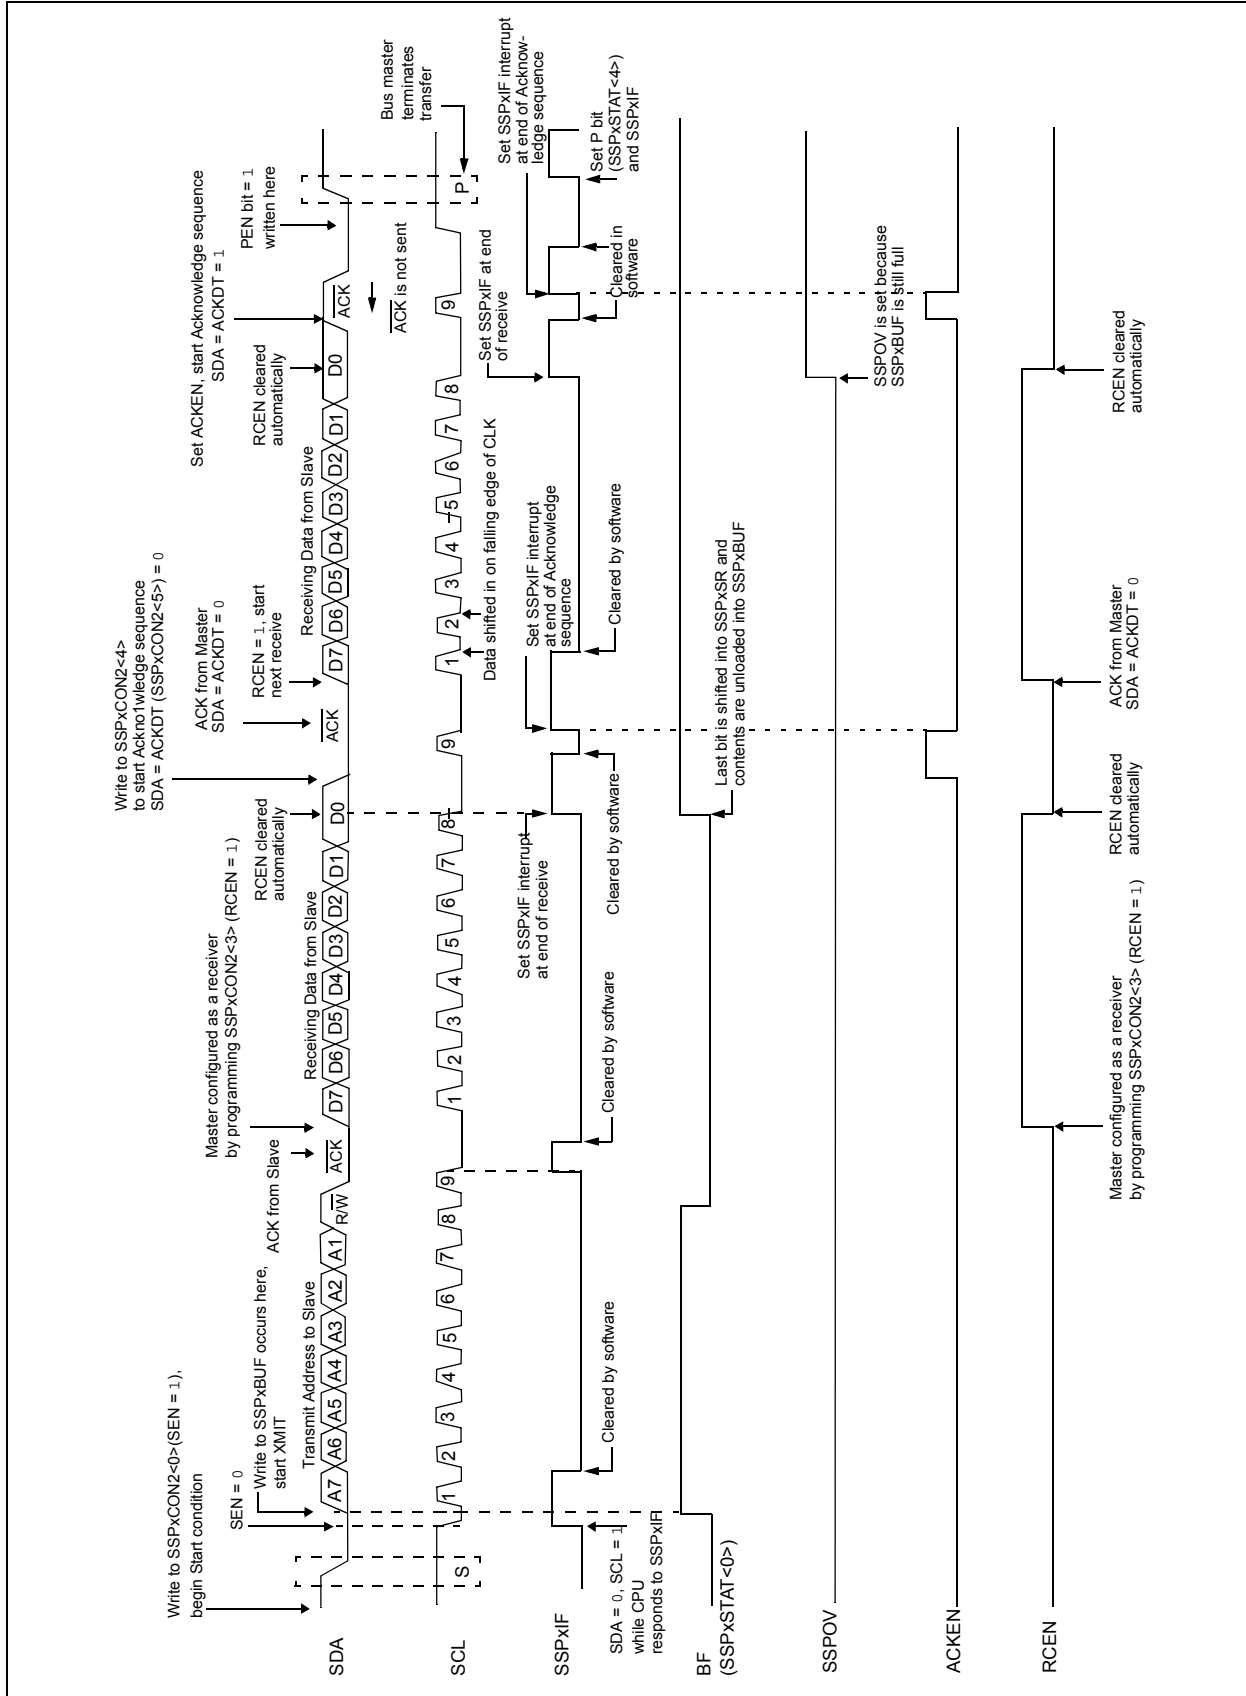 Write to SSPxCON2<0>(SEN = 1),
begin Start condition
SEN = 0
Write to SSPxBUF occurs here,
start XMIT
ACK from Slave
Master configured as a receiver
by programming SSPxCON2<3> (RCEN = 1)
RCEN cleared
automatically
Write to SSPxCON2<4>
to start Ackno1wledge sequence
SDA = ACKDT (SSPxCON2<5>) = 0
ACK from Master
SDA = ACKDT = 0
RCEN = 1, start
next receive
RCEN cleared
automatically
Set ACKEN, start Acknowledge sequence
SDA = ACKDT = 1
PEN bit = 1
written here
Transmit Address to Slave
Receiving Data from Slave
Receiving Data from Slave
SDA
A7 A6 A5 A4 A3 A2 A1 R/W ACK D7 D6 D5 D4 D3 D2 D1 D0 ACK D7 D6 D5 D4 D3 D2 D1 D0 ACK
ACK is not sent
Bus master
terminates
transfer
SCL
S 1 2 3 4 5 6 7 8 9 1 2 3 4 5 6 7 8 9 1 2 3 4 5 6 7 8 9 P
Data shifted in on falling edge of CLK
Set SSPxIF interrupt
at end of receive
Set SSPxIF interrupt
at end of Acknowledge
sequence
Set SSPxIF at end
of receive
Set SSPxIF interrupt
at end of Acknow-
ledge sequence
SSPxIF
SDA = 0, SCL = 1
while CPU
responds to SSPxIF
Cleared by software
Cleared by software
Cleared by software
Cleared by software
Cleared in
software
Set P bit
(SSPxSTAT<4>)
and SSPxIF
BF
(SSPxSTAT<0>)
Last bit is shifted into SSPxSR and
contents are unloaded into SSPxBUF
SSPOV
SSPOV is set because
SSPxBUF is still full
ACKEN
RCEN
Master configured as a receiver
by programming SSPxCON2<3> (RCEN = 1)
RCEN cleared
automatically
ACK from Master
SDA = ACKDT = 0
RCEN cleared
automatically